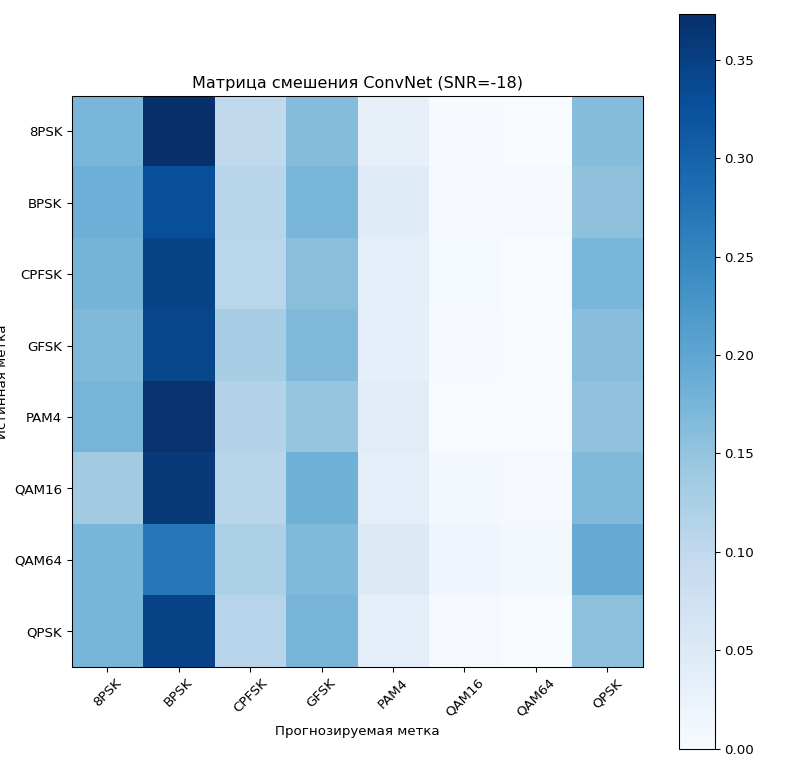 Матрица смешения ConvNet (SNR=-18)
8PSK
BPSK
CPFSK
GFSK
PAM4
QAM16
QAM64
QPSK
8PSK
BPSK
CPFSK
GFSK
PAM4
QAM16
QAM64
QPSK
Прогнозируемая метка
Истинная метка
0.35
0.30
0.25
0.20
0.15
0.10
0.05
0.00